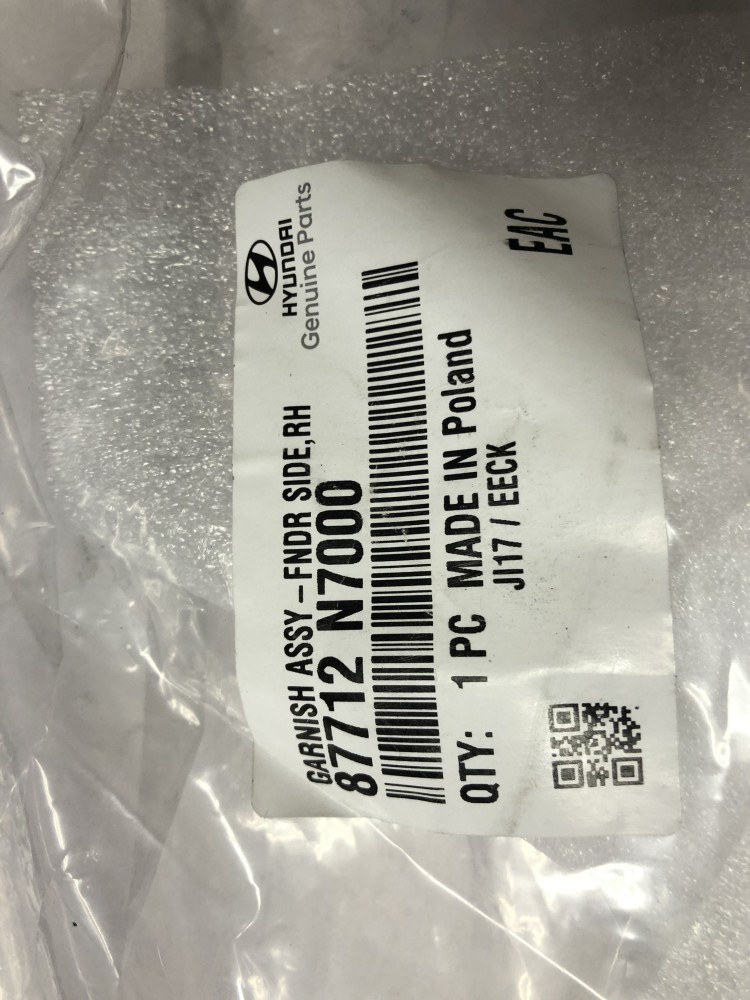 HYUNDAI
Genuine Parts
GARNISH ASSY-FNDR SIDE,RH
87712 N7000
QTY: 1 PC MADE IN Poland
JI17 / EECK
EAC